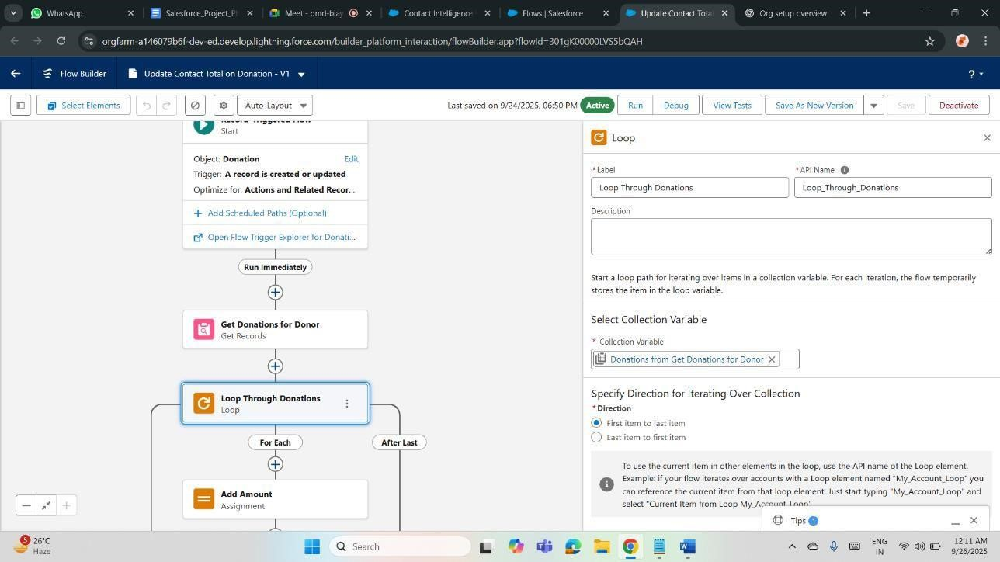 WhatsApp
Salesforce_Project_Ph
Meet - qmd-biay
Contact Intelligence
Flows | Salesforce
Update Contact Tota
Org setup overview
orgfarm-a146079b6f-dev-ed.develop.lightning.force.com/builder_platform_interaction/flowBuilder.app?flowId=301gK00000LVS5bQAH
Flow Builder
Update Contact Total on Donation - V1
?
Select Elements
Auto-Layout
Last saved on 9/24/2025, 06:50 PM
Active
Run
Debug
View Tests
Save As New Version
Save
Deactivate
Record-Triggered Flow
Start
Object: Donation
Edit
Trigger: A record is created or updated
Optimize for: Actions and Related Recor...
Add Scheduled Paths (Optional)
Open Flow Trigger Explorer for Donati...
Run Immediately
Get Donations for Donor
Get Records
Loop Through Donations
Loop
For Each
After Last
Add Amount
Assignment
Loop
* Label
Loop Through Donations
* API Name
Loop_Through_Donations
Description
Start a loop path for iterating over items in a collection variable. For each iteration, the flow temporarily
stores the item in the loop variable.
Select Collection Variable
* Collection Variable
Donations from Get Donations for Donor
Specify Direction for Iterating Over Collection
* Direction
First item to last item
Last item to first item
To use the current item in other elements in the loop, use the API name of the Loop element.
Example: if your flow iterates over accounts with a Loop element named "My_Account_Loop" you
can reference the current item from that loop element. Just start typing "My_Account_Loop" and
select "Current Item from Loop My_Account_Loop"
Tips 1
5
26°C
Haze
Search
ENG
IN
12:11 AM
9/26/2025